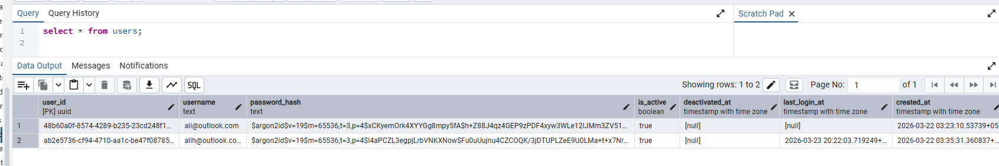 Query Query History Scratch Pad
1 select * from users;
2
Data Output Messages Notifications
SQL Showing rows: 1 to 2 Page No: 1 of 1
user_id username password_hash is_active deactivated_at last_login_at created_at
[PK] uuid text text boolean timestamp with time zone timestamp with time zone timestamp with time zone
1 48b60a0f-8574-4289-b235-23cd248f1... ali@outlook.com $argon2id$v=19$m=65536,t=3,p=4$xCKyemOrk4XYYGg8mpy5fA$h+Z88J4qz4GEP9zPDF4xyw3WLe12IJMm3ZV51... true [null] [null] 2026-03-22 03:23:10.53739+05
2 ab2e5736-cf94-4710-aa1c-be47f08785... alih@outlook.co... $argon2id$v=19$m=65536,t=3,p=4$I4aPCZL3egpjLrbVNKXNow$Fu0uUujnu4CZCOQK/3jDTUPLZeE9U0LMa+t+x7Nr... true [null] 2026-03-23 20:22:03.719249+... 2026-03-22 03:35:31.360837+...